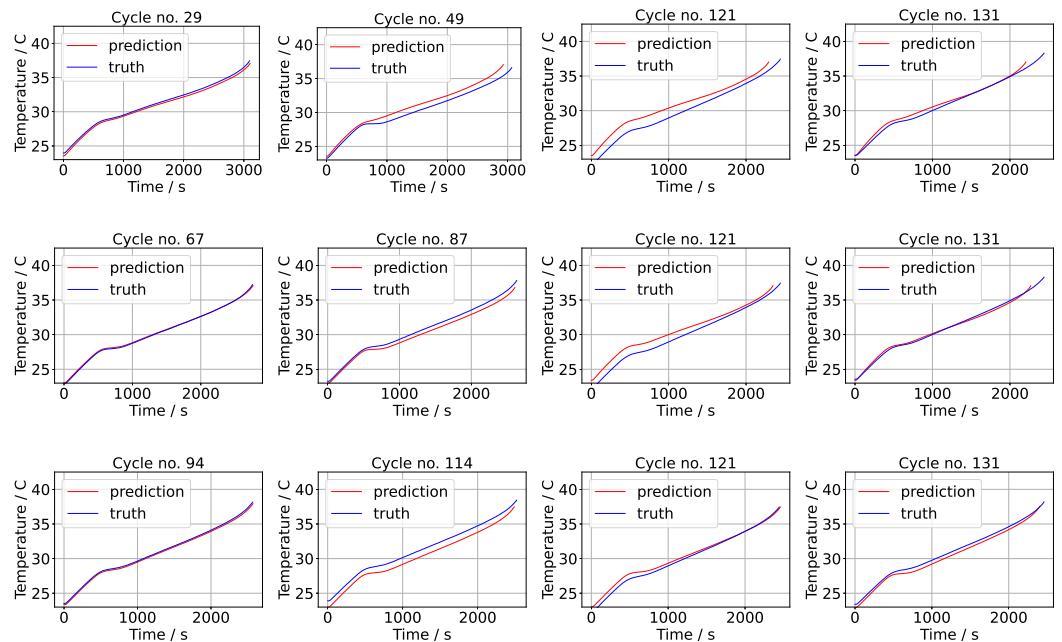 Cycle no. 29
Temperature / C
40
35
30
25
prediction
truth
0 1000 2000 3000
Time / s
Cycle no. 49
Temperature / C
40
35
30
25
prediction
truth
0 1000 2000 3000
Time / s
Cycle no. 121
Temperature / C
40
35
30
25
prediction
truth
0 1000 2000
Time / s
Cycle no. 131
Temperature / C
40
35
30
25
prediction
truth
0 1000 2000
Time / s
Cycle no. 67
Temperature / C
40
35
30
25
prediction
truth
0 1000 2000
Time / s
Cycle no. 87
Temperature / C
40
35
30
25
prediction
truth
0 1000 2000
Time / s
Cycle no. 121
Temperature / C
40
35
30
25
prediction
truth
0 1000 2000
Time / s
Cycle no. 131
Temperature / C
40
35
30
25
prediction
truth
0 1000 2000
Time / s
Cycle no. 94
Temperature / C
40
35
30
25
prediction
truth
0 1000 2000
Time / s
Cycle no. 114
Temperature / C
40
35
30
25
prediction
truth
0 1000 2000
Time / s
Cycle no. 121
Temperature / C
40
35
30
25
prediction
truth
0 1000 2000
Time / s
Cycle no. 131
Temperature / C
40
35
30
25
prediction
truth
0 1000 2000
Time / s